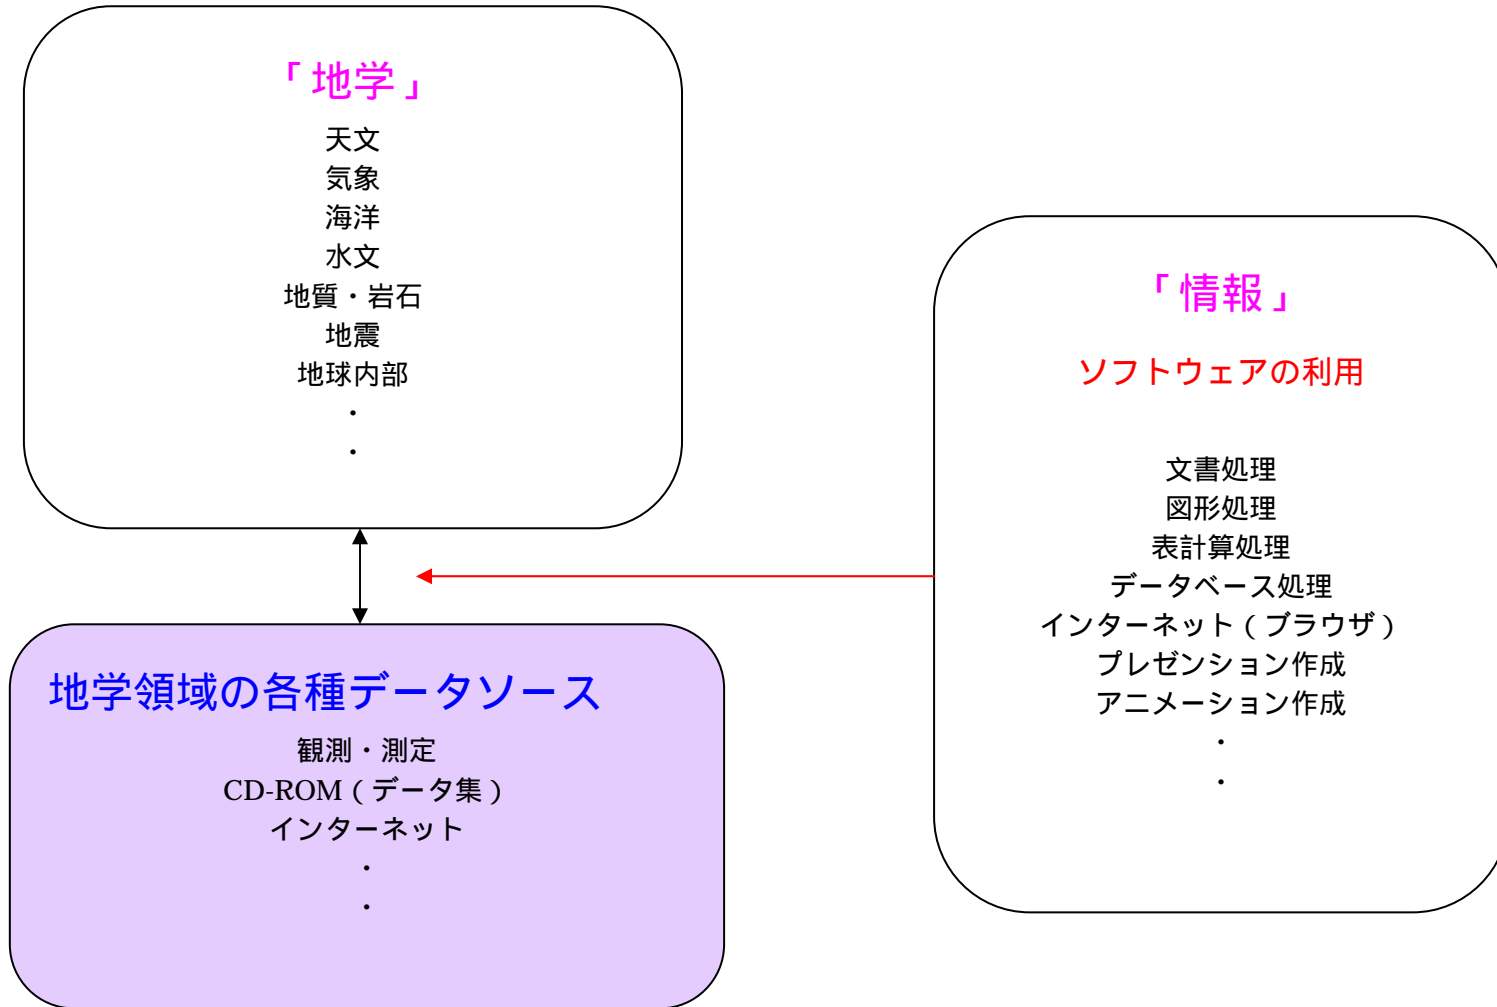 「地学」
天文
気象
海洋
水文
地質・岩石
地震
地球内部
・
・
地学領域の各種データソース
観測・測定
CD-ROM（データ集）
インターネット
・
・
「情報」
ソフトウェアの利用
文書処理
図形処理
表計算処理
データベース処理
インターネット（ブラウザ）
プレゼンション作成
アニメーション作成
・
・